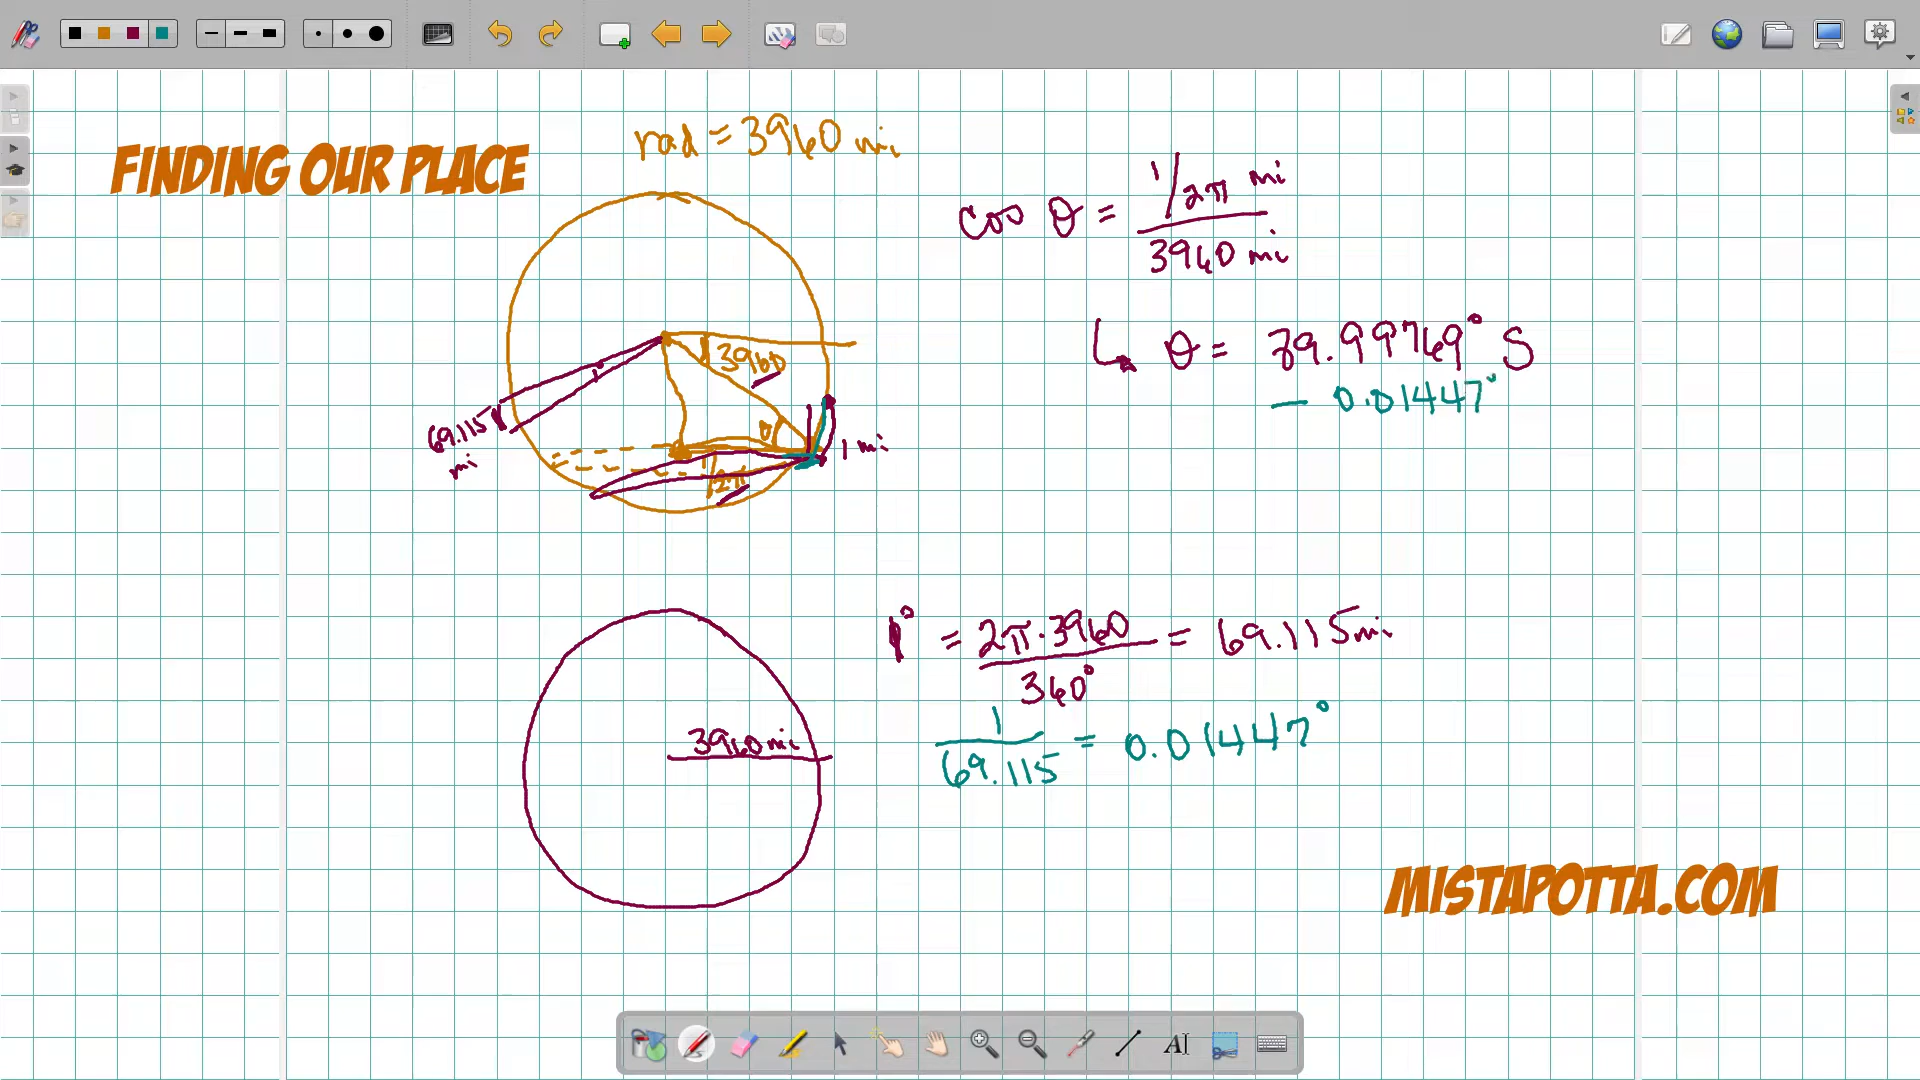 FINDING OUR PLACE
rad = 3960 mi
cos θ = 1/2π mi / 3960 mi
↳ θ = 89.99769° S
- 0.01447°
3960
θ
1°
69.115 mi
1 mi
1/2π
1° = 2π·3960 / 360° = 69.115 mi
1 / 69.115 = 0.01447°
3960 mi
MISTAPOTTA.COM